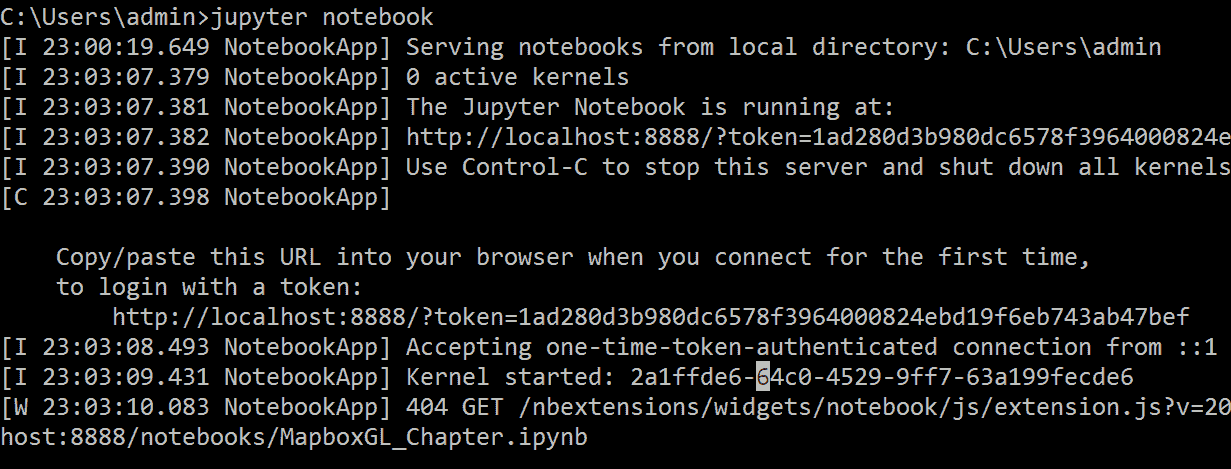 C:\Users\admin>jupyter notebook
[I 23:00:19.649 NotebookApp] Serving notebooks from local directory: C:\Users\admin
[I 23:03:07.379 NotebookApp] 0 active kernels
[I 23:03:07.381 NotebookApp] The Jupyter Notebook is running at:
[I 23:03:07.382 NotebookApp] http://localhost:8888/?token=1ad280d3b980dc6578f3964000824e
[I 23:03:07.390 NotebookApp] Use Control-C to stop this server and shut down all kernels
[C 23:03:07.398 NotebookApp]
Copy/paste this URL into your browser when you connect for the first time,
to login with a token:
http://localhost:8888/?token=1ad280d3b980dc6578f3964000824ebd19f6eb743ab47bef
[I 23:03:08.493 NotebookApp] Accepting one-time-token-authenticated connection from ::1
[I 23:03:09.431 NotebookApp] Kernel started: 2a1ffde6-64c0-4529-9ff7-63a199fecde6
[W 23:03:10.083 NotebookApp] 404 GET /nbextensions/widgets/notebook/js/extension.js?v=20
host:8888/notebooks/MapboxGL_Chapter.ipynb